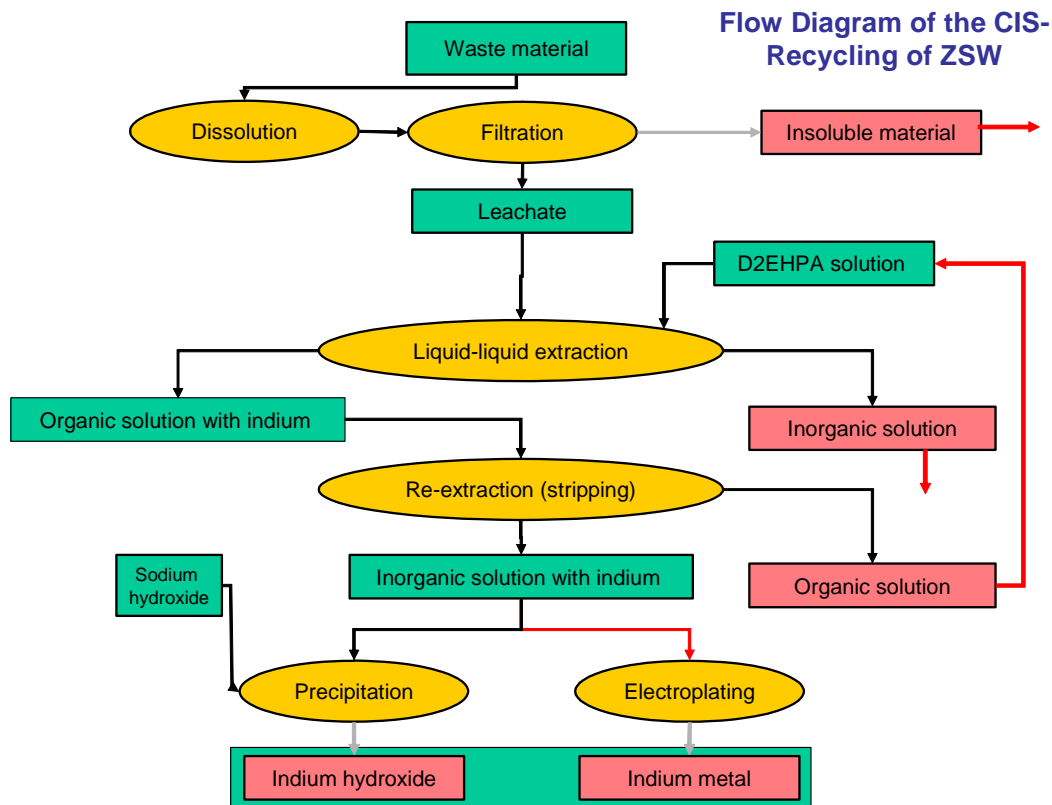 Flow Diagram of the CIS-
Recycling of ZSW
Waste material
Dissolution
Filtration
Insoluble material
Leachate
D2EHPA solution
Liquid-liquid extraction
Organic solution with indium
Inorganic solution
Re-extraction (stripping)
Sodium
hydroxide
Inorganic solution with indium
Organic solution
Precipitation
Electroplating
Indium hydroxide
Indium metal